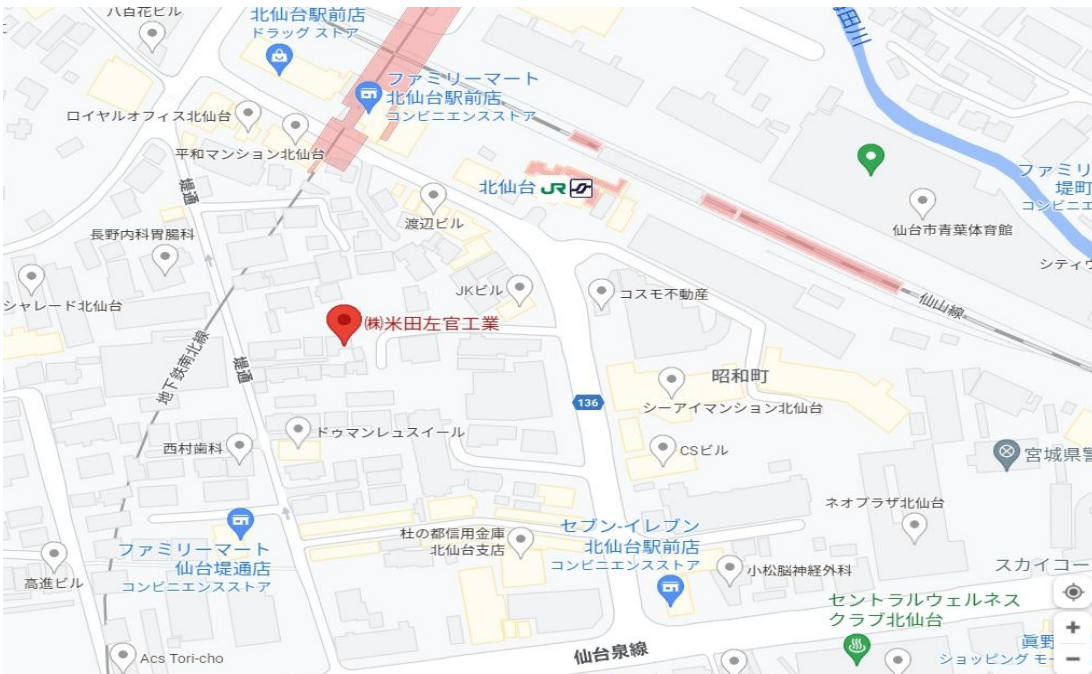 八百花ビル
北仙台駅前店
ドラッグ ストア
ファミリーマート
北仙台駅前店
コンビニエンスストア
ロイヤルオフィス北仙台
平和マンション北仙台
堤通
北仙台 JR
渡辺ビル
長野内科胃腸科
シャレード北仙台
JKビル
コスモ不動産
㈱米田左官工業
仙台市青葉体育館
ファミリ
堤町
コンビニエ
シティウ
仙山線
地下鉄南北線
堤通
昭和町
136
シーアイマンション北仙台
ドゥマンレュスイール
西村歯科
CSビル
宮城県警
ネオプラザ北仙台
ファミリーマート
仙台堤通店
コンビニエンスストア
杜の都信用金庫
北仙台支店
セブン-イレブン
北仙台駅前店
コンビニエンスストア
小松脳神経外科
スカイコー
高進ビル
セントラルウェルネス
クラブ北仙台
Acs Tori-cho
仙台泉線
眞野
ショッピング モー